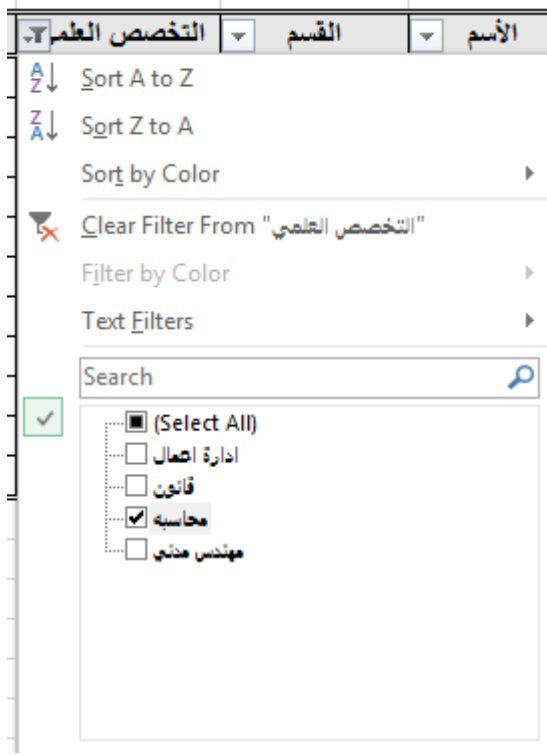 الأسم القسم التخصص العلمي
Sort A to Z
Sort Z to A
Sort by Color
Clear Filter From "التخصص العلمي"
Filter by Color
Text Filters
Search
(Select All)
ادارة اعمال
قانون
محاسبه
مهندس مدني